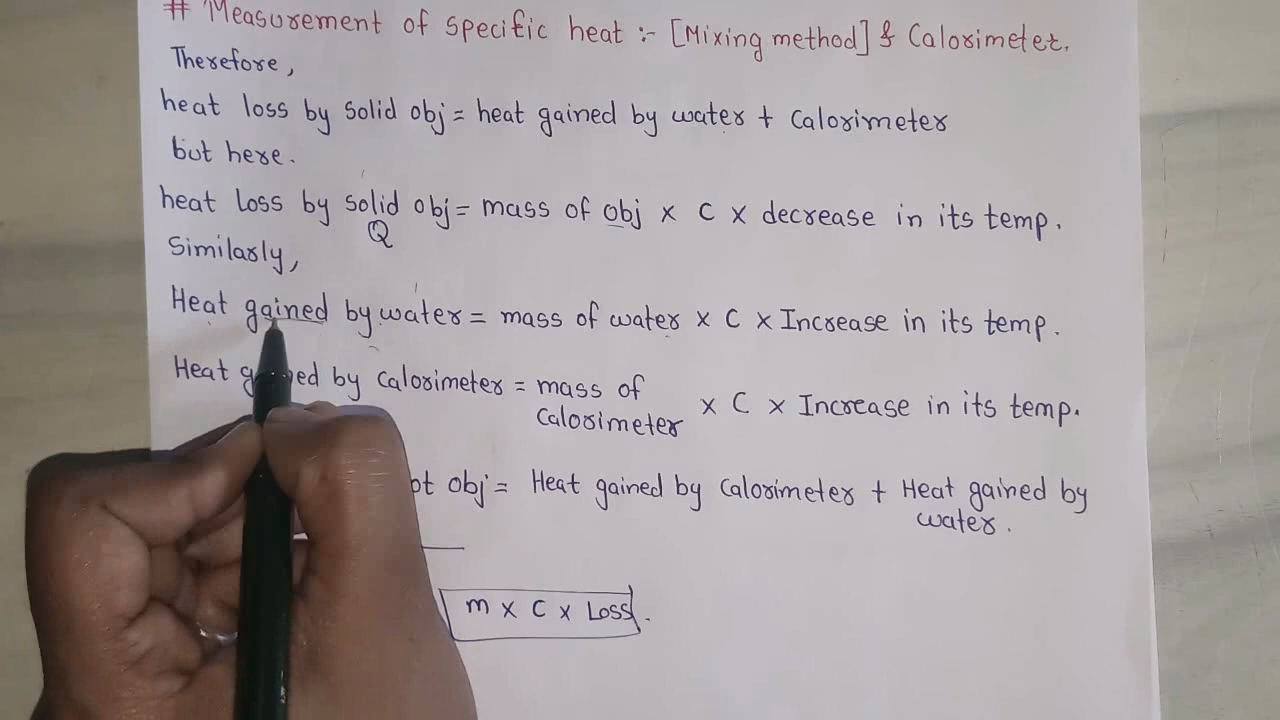 # Measurement of specific heat :- [Mixing method] & Calorimeter.
Therefore,
heat loss by solid obj = heat gained by water + Calorimeter
but here.
heat loss by solid obj = mass of obj x C x decrease in its temp.
Q
Similarly,
Heat gained by water = mass of water x C x Increase in its temp.
Heat by Calorimeter = mass of Calorimeter x C x Increase in its temp.
obj = Heat gained by Calorimeter + Heat gained by water.
m x C x Loss.